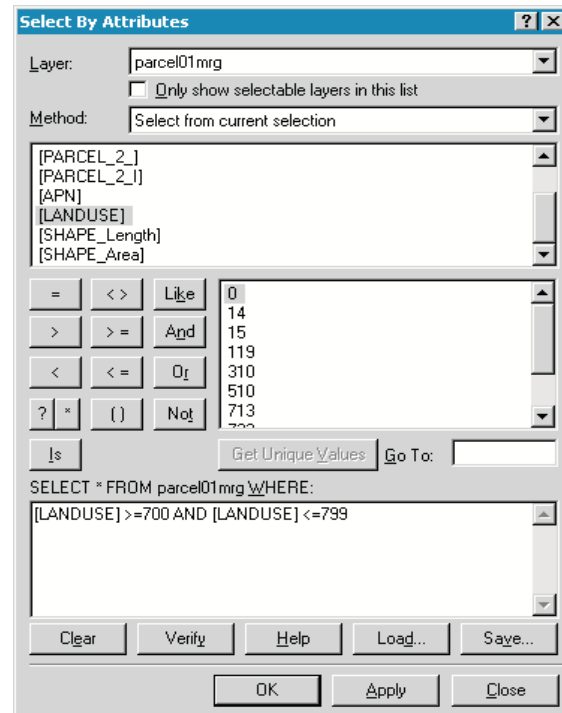 Select By Attributes ? X
Layer: parcel01mrg
Only show selectable layers in this list
Method: Select from current selection
[PARCEL_2_]
[PARCEL_2_I]
[APN]
[LANDUSE]
[SHAPE_Length]
[SHAPE_Area]
= < > Like
> > = And
< < = Or
? * ( ) Not
Is
0
14
15
119
310
510
713
Get Unique Values Go To:
SELECT * FROM parcel01mrg WHERE:
[LANDUSE] >=700 AND [LANDUSE] <=799
Clear Verify Help Load... Save...
OK Apply Close